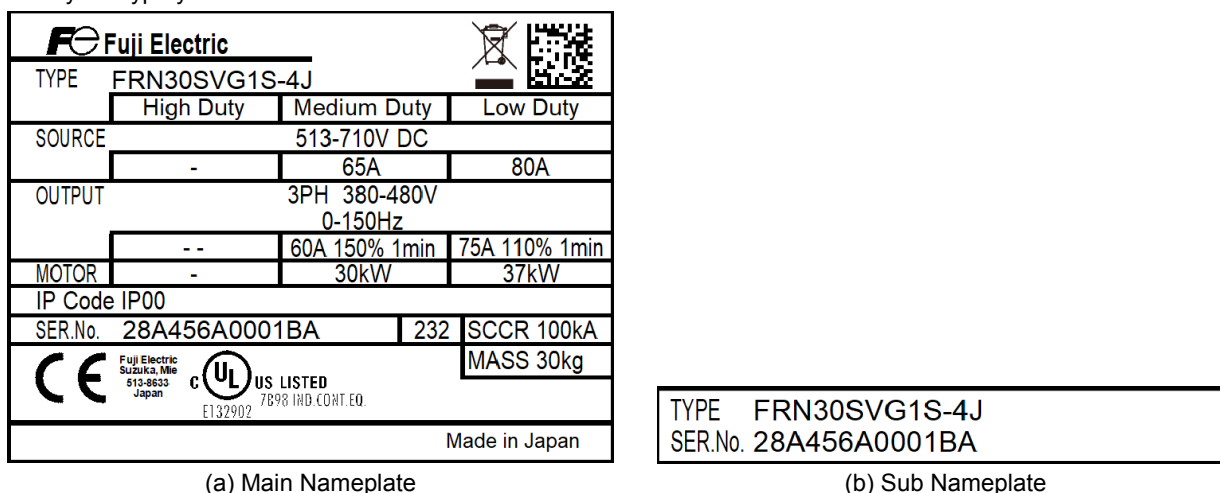 Fe Fuji Electric
TYPE FRN30SVG1S-4J
High Duty Medium Duty Low Duty
SOURCE 513-710V DC
- 65A 80A
OUTPUT 3PH 380-480V
0-150Hz
- - 60A 150% 1min 75A 110% 1min
MOTOR - 30kW 37kW
IP Code IP00
SER.No. 28A456A0001BA 232 SCCR 100kA
MASS 30kg
CE
Fuji Electric
Suzuka, Mie
513-8633
Japan
C UL US LISTED
7B98 IND.CONT.EQ.
E132902
Made in Japan
(a) Main Nameplate
TYPE FRN30SVG1S-4J
SER.No. 28A456A0001BA
(b) Sub Nameplate